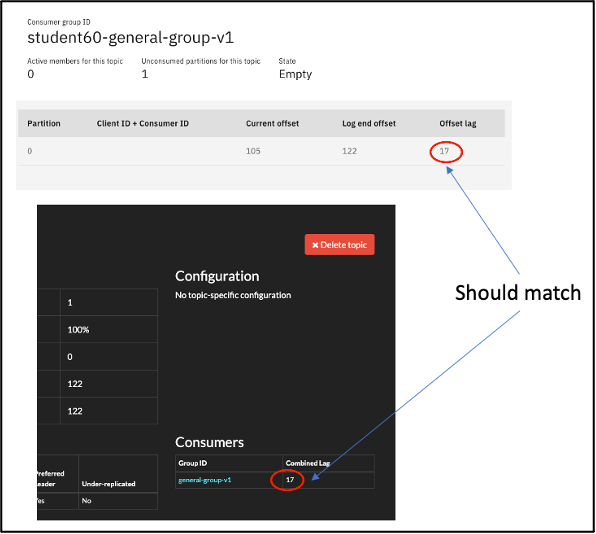 Consumer group ID
student60-general-group-v1
Active members for this topic Unconsumed partitions for this topic State
0 1 Empty
Partition Client ID + Consumer ID Current offset Log end offset Offset lag
0 105 122 17
✖ Delete topic
Configuration
No topic-specific configuration
Should match
1
100%
0
122
122
Consumers
Group ID Combined Lag
general-group-v1 17
Preferred
Leader Under-replicated
Yes No